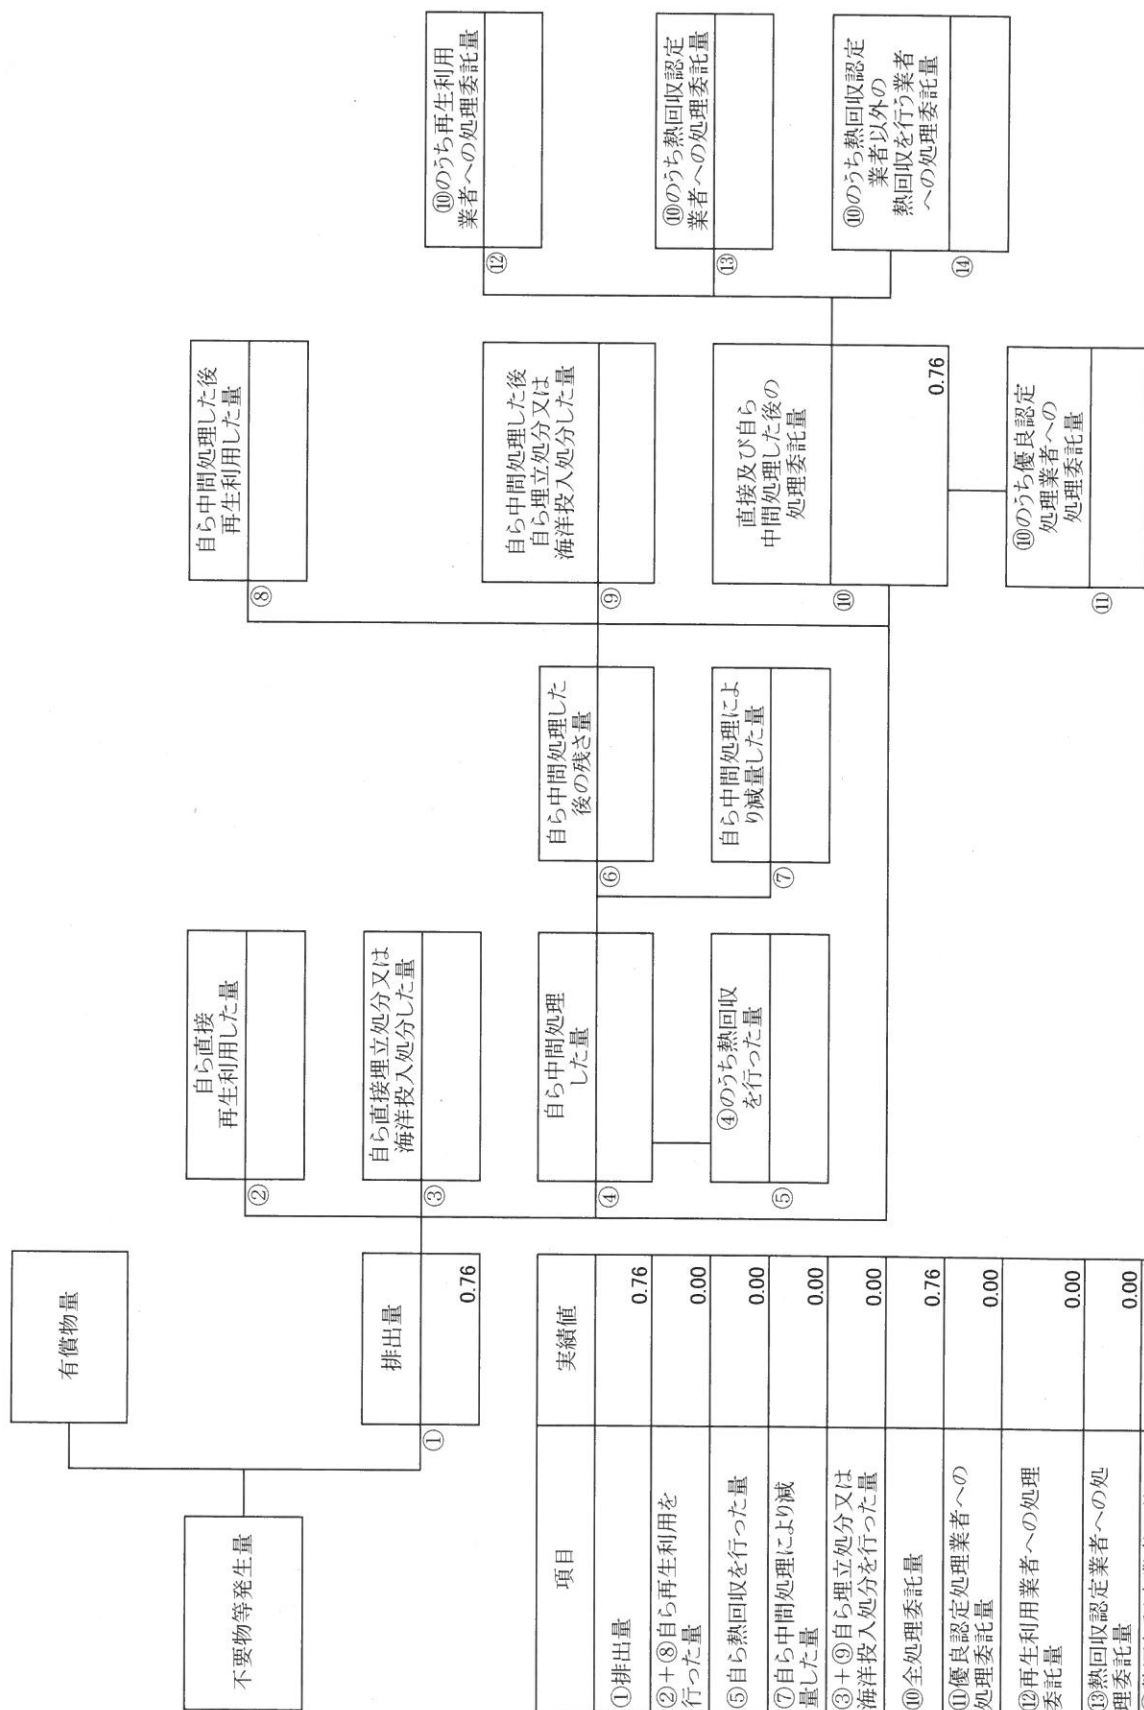 不要物等発生量
有償物量
①
排出量
0.76
②
自ら直接
再生利用した量
③
自ら直接埋立処分又は
海洋投入処分した量
④
自ら中間処理
した量
⑤
④のうち熱回収
を行った量
⑥
自ら中間処理した
後の残さ量
⑦
自ら中間処理によ
り減量した量
⑧
自ら中間処理した後
再生利用した量
⑨
自ら中間処理した後
自ら埋立処分又は
海洋投入処分した量
⑩
直接及び自ら
中間処理した後の
処理委託量
0.76
⑪
⑩のうち優良認定
処理業者への
処理委託量
⑫
⑩のうち再生利用
業者への処理委託量
⑬
⑩のうち熱回収認定
業者への処理委託量
⑭
⑩のうち熱回収認定
業者以外の
熱回収を行う業者
への処理委託量
項目 実績値
①排出量 0.76
②+⑧自ら再生利用を
行った量 0.00
⑤自ら熱回収を行った量 0.00
⑦自ら中間処理により減
量した量 0.00
③+⑨自ら埋立処分又は
海洋投入処分を行った量 0.00
⑩全処理委託量 0.76
⑪優良認定処理業者への
処理委託量 0.00
⑫再生利用業者への処理
委託量 0.00
⑬熱回収認定業者への処
理委託量 0.00